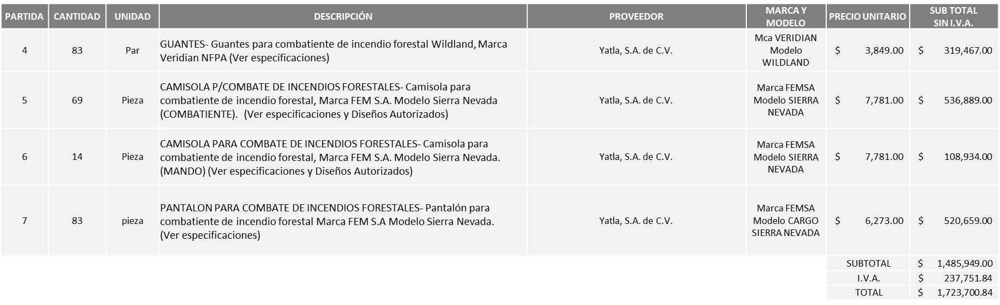 PARTIDA CANTIDAD UNIDAD DESCRIPCIÓN PROVEEDOR MARCA Y MODELO PRECIO UNITARIO SUB TOTAL SIN I.V.A.
4 83 Par
GUANTES- Guantes para combatiente de incendio forestal Wildland, Marca
Veridian NFPA (Ver especificaciones)
Yatla, S.A. de C.V.
Mca VERIDIAN
Modelo
WILDLAND
$ 3,849.00 $ 319,467.00
5 69 Pieza
CAMISOLA P/COMBATE DE INCENDIOS FORESTALES- Camisola para
combatiente de incendio forestal, Marca FEM S.A. Modelo Sierra Nevada
(COMBATIENTE). (Ver especificaciones y Diseños Autorizados)
Yatla, S.A. de C.V.
Marca FEMSA
Modelo SIERRA
NEVADA
$ 7,781.00 $ 536,889.00
6 14 Pieza
CAMISOLA PARA COMBATE DE INCENDIOS FORESTALES- Camisola para
combatiente de incendio forestal, Marca FEM S.A. Modelo Sierra Nevada.
(MANDO) (Ver especificaciones y Diseños Autorizados)
Yatla, S.A. de C.V.
Marca FEMSA
Modelo SIERRA
NEVADA
$ 7,781.00 $ 108,934.00
7 83 pieza
PANTALON PARA COMBATE DE INCENDIOS FORESTALES- Pantalón para
combatiente de incendio forestal Marca FEM S.A Modelo Sierra Nevada.
(Ver especificaciones)
Yatla, S.A. de C.V.
Marca FEMSA
Modelo CARGO
SIERRA NEVADA
$ 6,273.00 $ 520,659.00
SUBTOTAL $ 1,485,949.00
I.V.A. $ 237,751.84
TOTAL $ 1,723,700.84